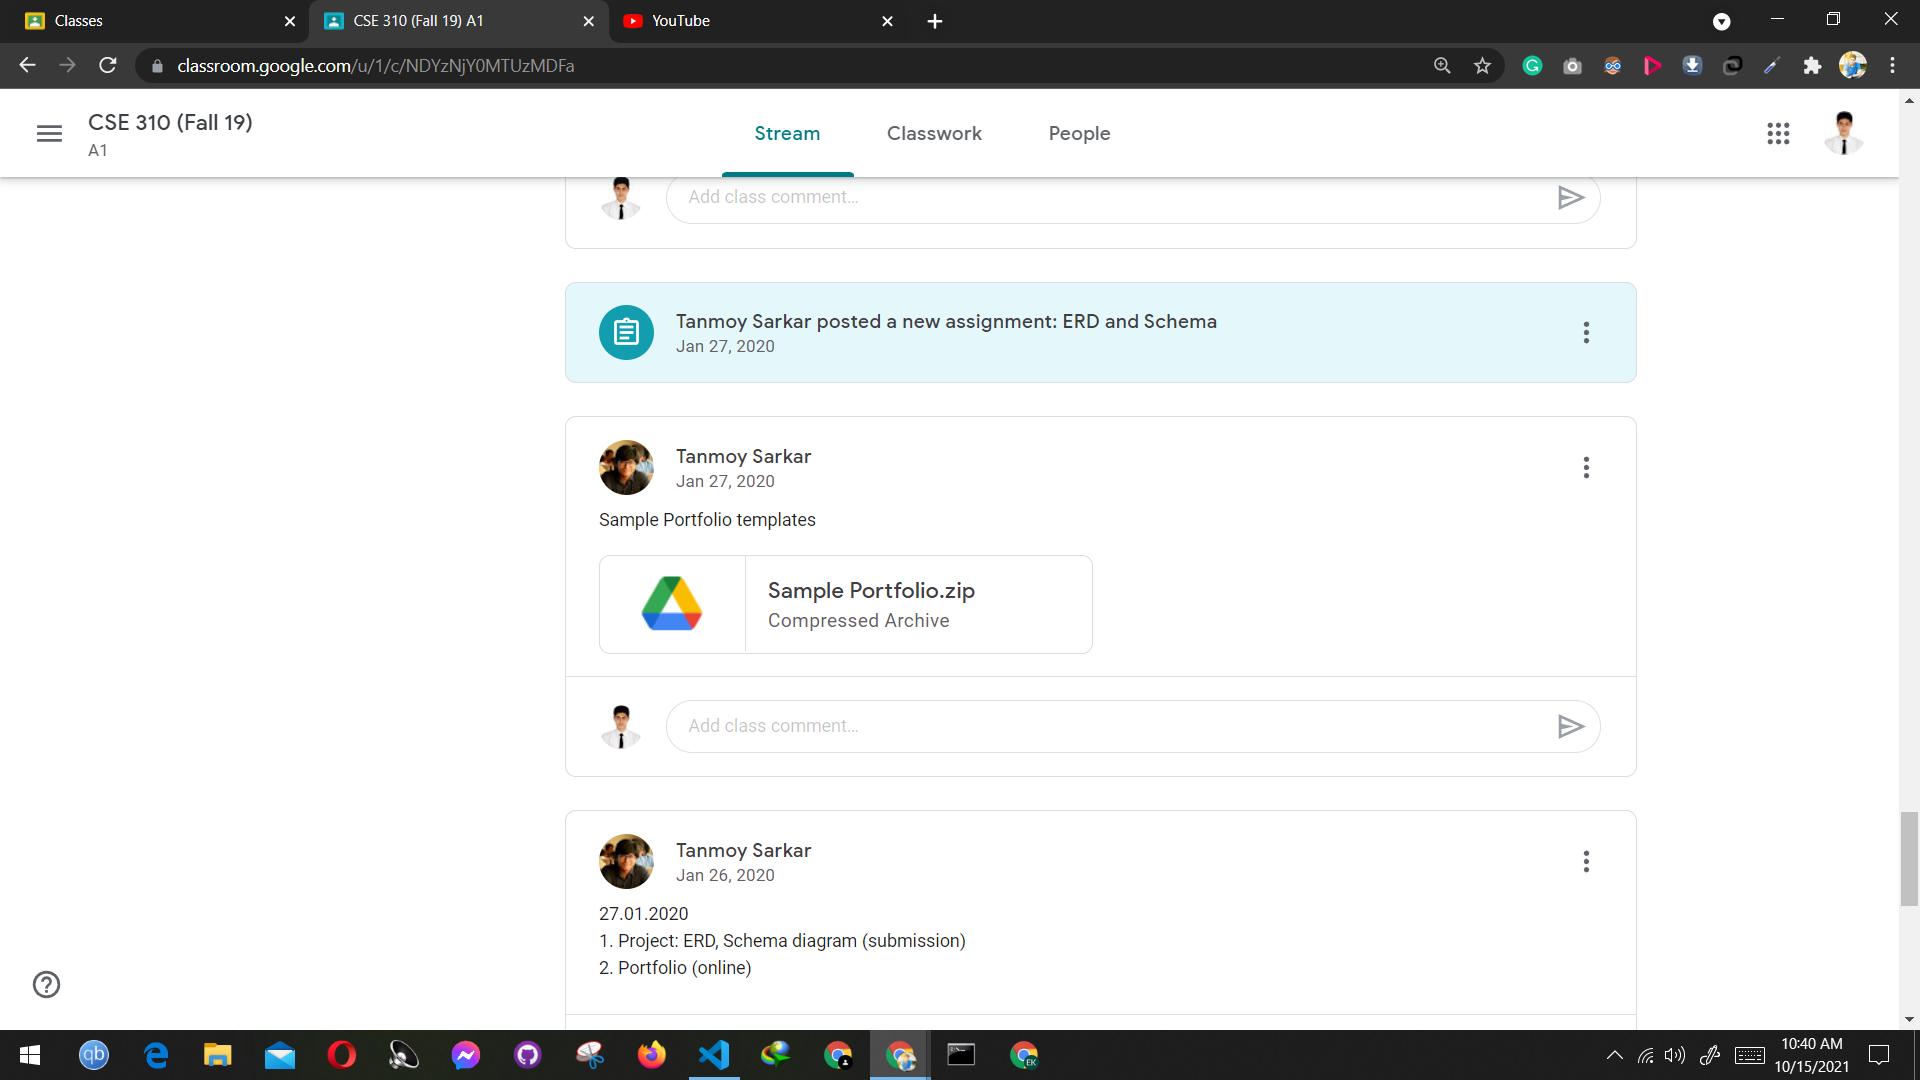 Classes
CSE 310 (Fall 19) A1
YouTube
classroom.google.com/u/1/c/NDYzNjY0MTUzMDFa
CSE 310 (Fall 19)
A1
Stream
Classwork
People
Add class comment...
Tanmoy Sarkar posted a new assignment: ERD and Schema
Jan 27, 2020
Tanmoy Sarkar
Jan 27, 2020
Sample Portfolio templates
Sample Portfolio.zip
Compressed Archive
Add class comment...
Tanmoy Sarkar
Jan 26, 2020
27.01.2020
1. Project: ERD, Schema diagram (submission)
2. Portfolio (online)
qb
EK
10:40 AM
10/15/2021